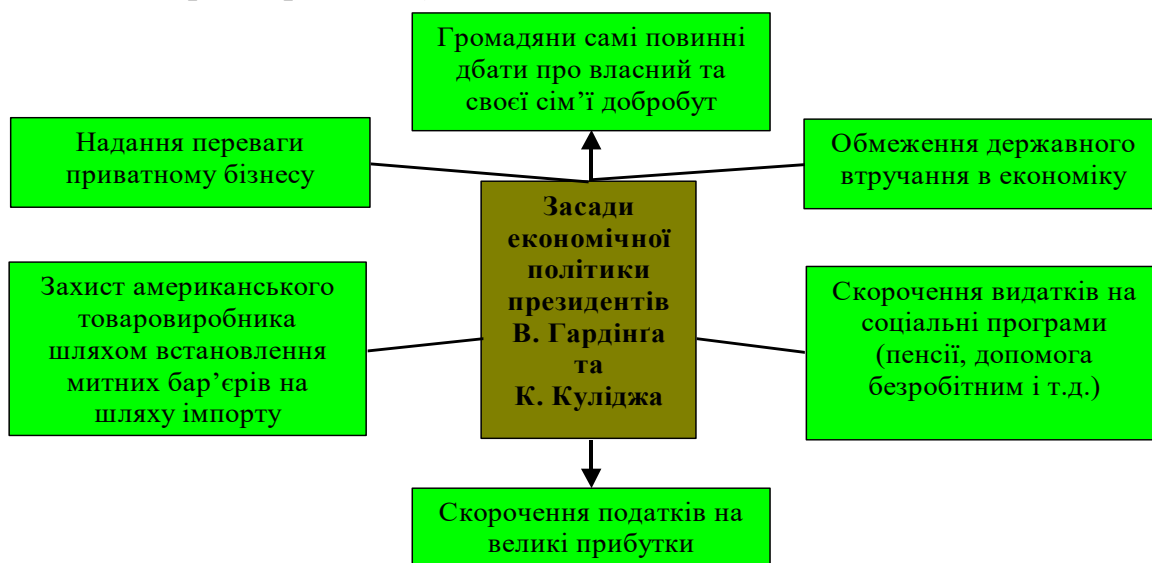 Громадяни самі повинні
дбати про власний та
своєї сім’ї добробут
Надання переваги
приватному бізнесу
Обмеження державного
втручання в економіку
Засади
економічної
політики
президентів
В. Гардінґа
та
К. Куліджа
Захист американського
товаровиробника
шляхом встановлення
митних бар’єрів на
шляху імпорту
Скорочення видатків на
соціальні програми
(пенсії, допомога
безробітним і т.д.)
Скорочення податків на
великі прибутки